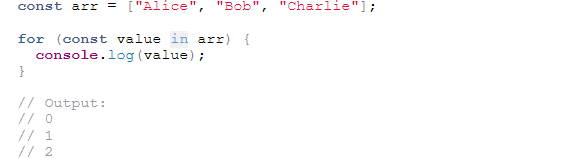 const arr = ["Alice", "Bob", "Charlie"];
for (const value in arr) {
  console.log(value);
}
// Output:
// 0
// 1
// 2